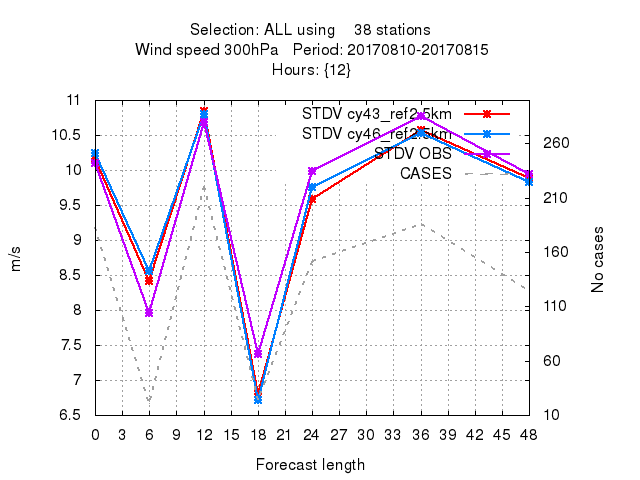 Selection: ALL using    38 stations
Wind speed 300hPa   Period: 20170810-20170815
Hours: {12}
STDV cy43_ref2.5km
STDV cy46_ref2.5km
STDV OBS
CASES
11
10.5
10
9.5
9
8.5
8
7.5
7
6.5
m/s
260
210
160
110
60
10
No cases
0 3 6 9 12 15 18 21 24 27 30 33 36 39 42 45 48
Forecast length